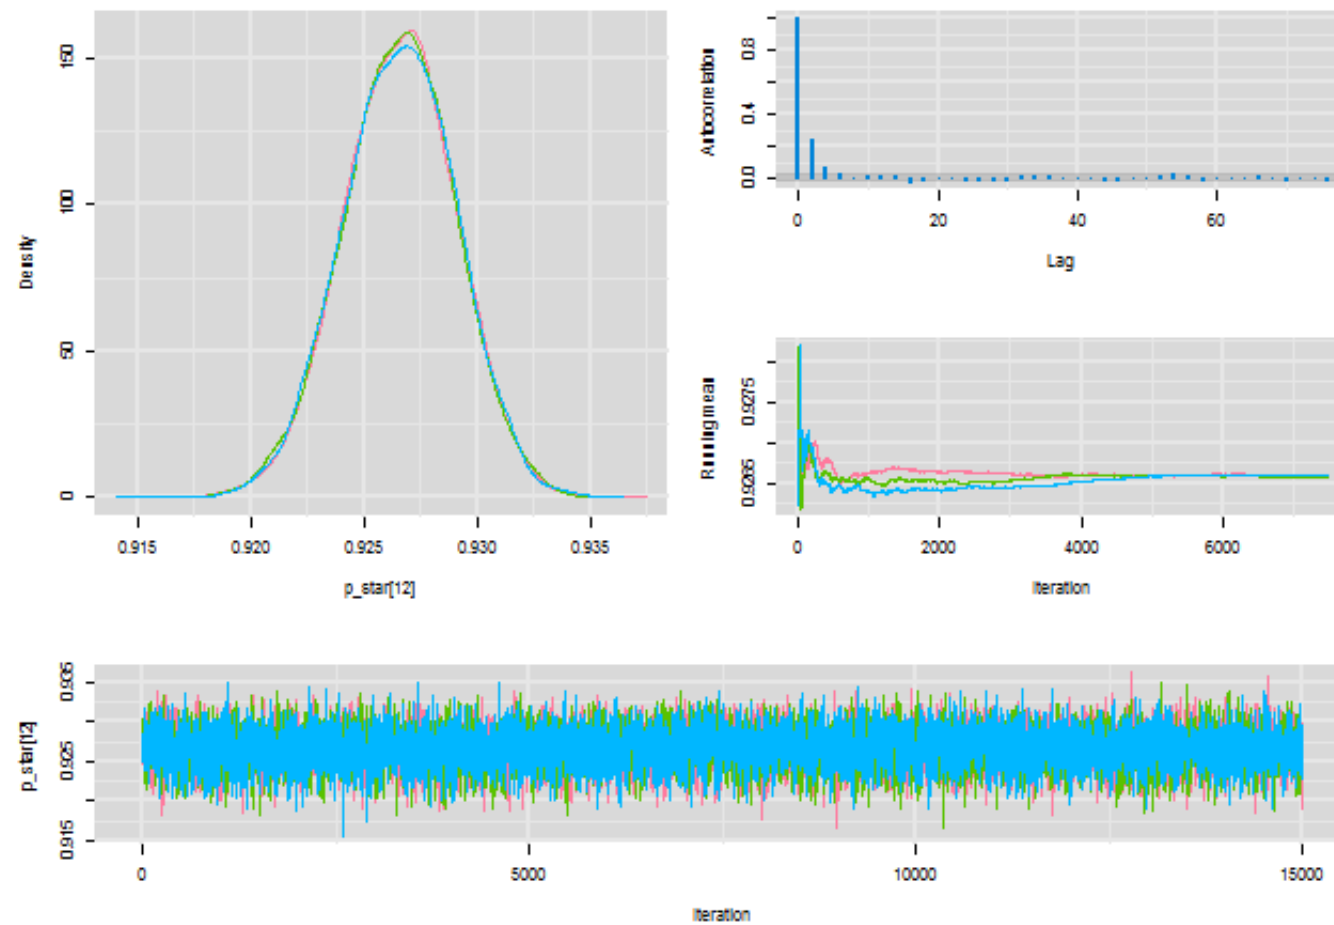 Density
150
100
50
0
0.915 0.920 0.925 0.930 0.935
p_star[12]
Autocorrelation
0.8
0.4
0.0
0 20 40 60
Lag
Running mean
0.9275
0.9265
0 2000 4000 6000
Iteration
p_star[12]
0.935
0.925
0.915
0 5000 10000 15000
Iteration